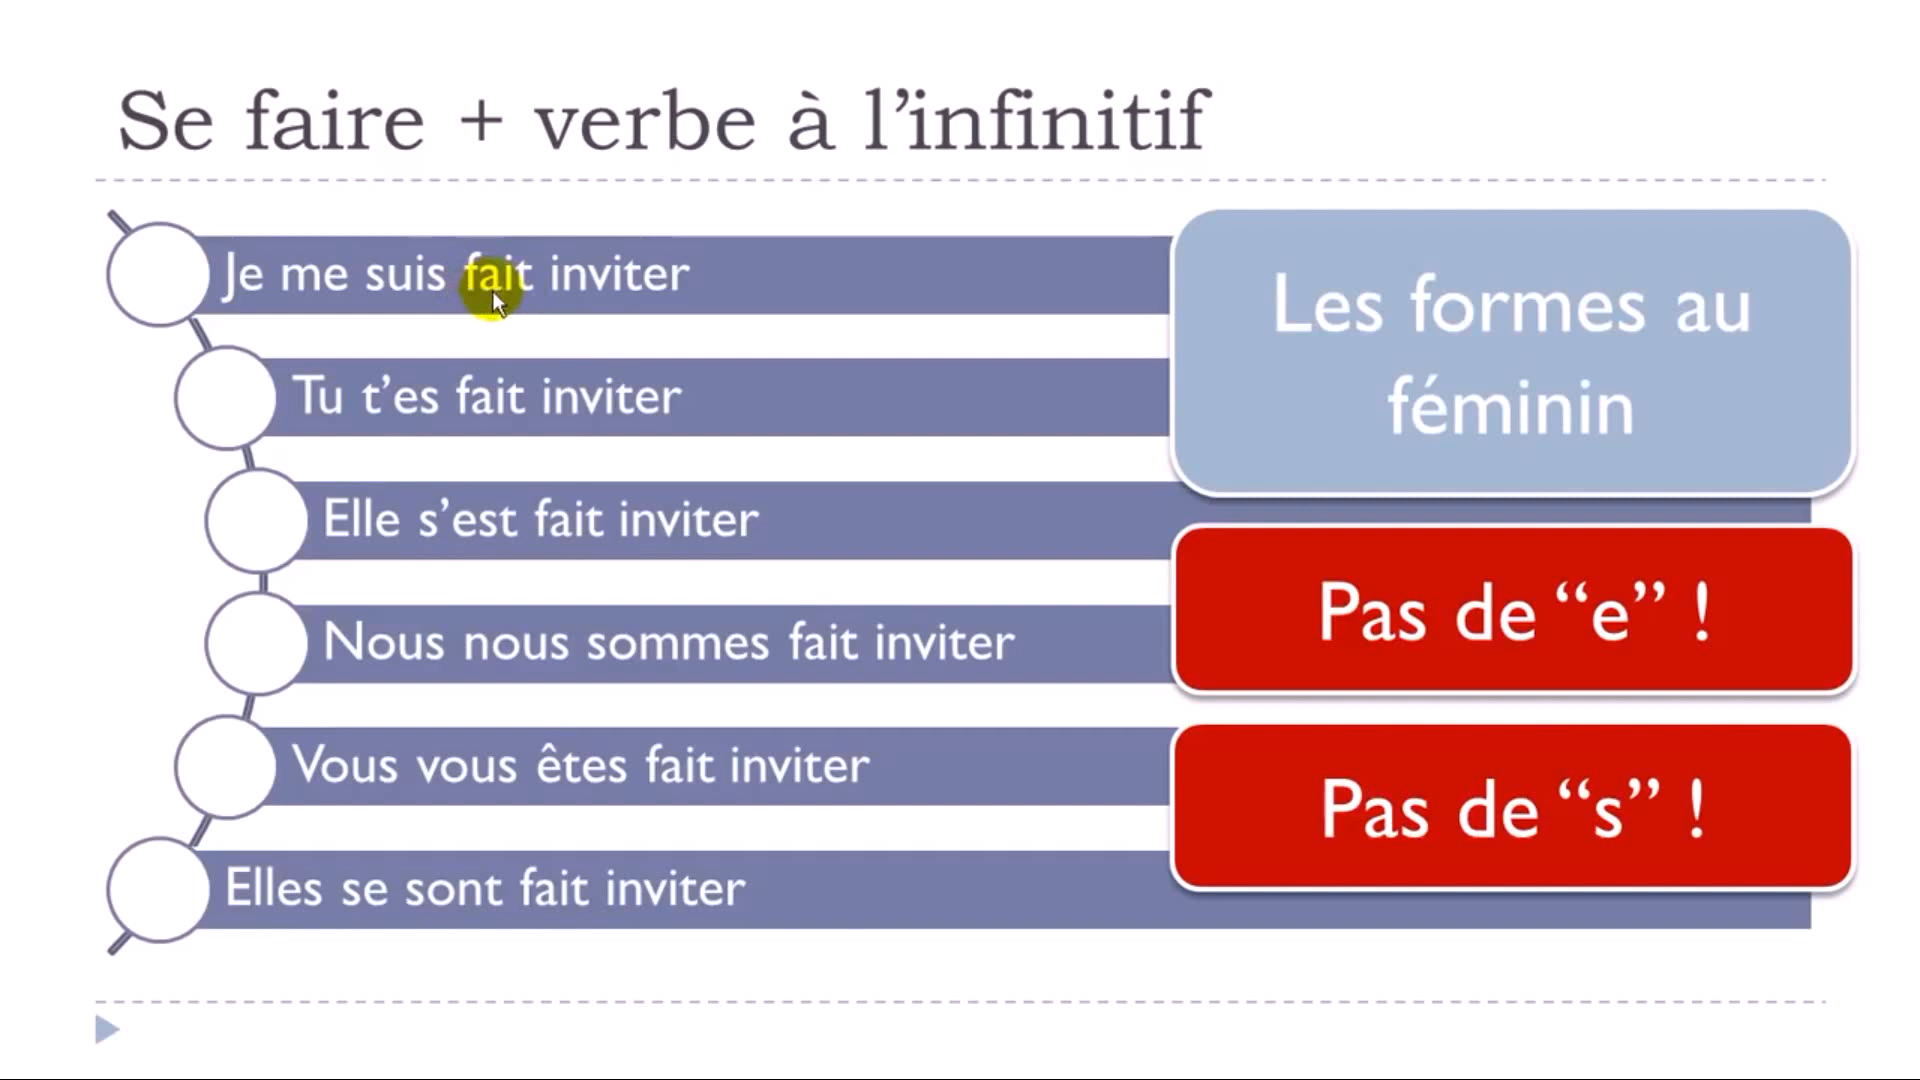 Se faire + verbe à l’infinitif
Je me suis fait inviter
Tu t’es fait inviter
Elle s’est fait inviter
Nous nous sommes fait inviter
Vous vous êtes fait inviter
Elles se sont fait inviter
Les formes au
féminin
Pas de “e” !
Pas de “s” !